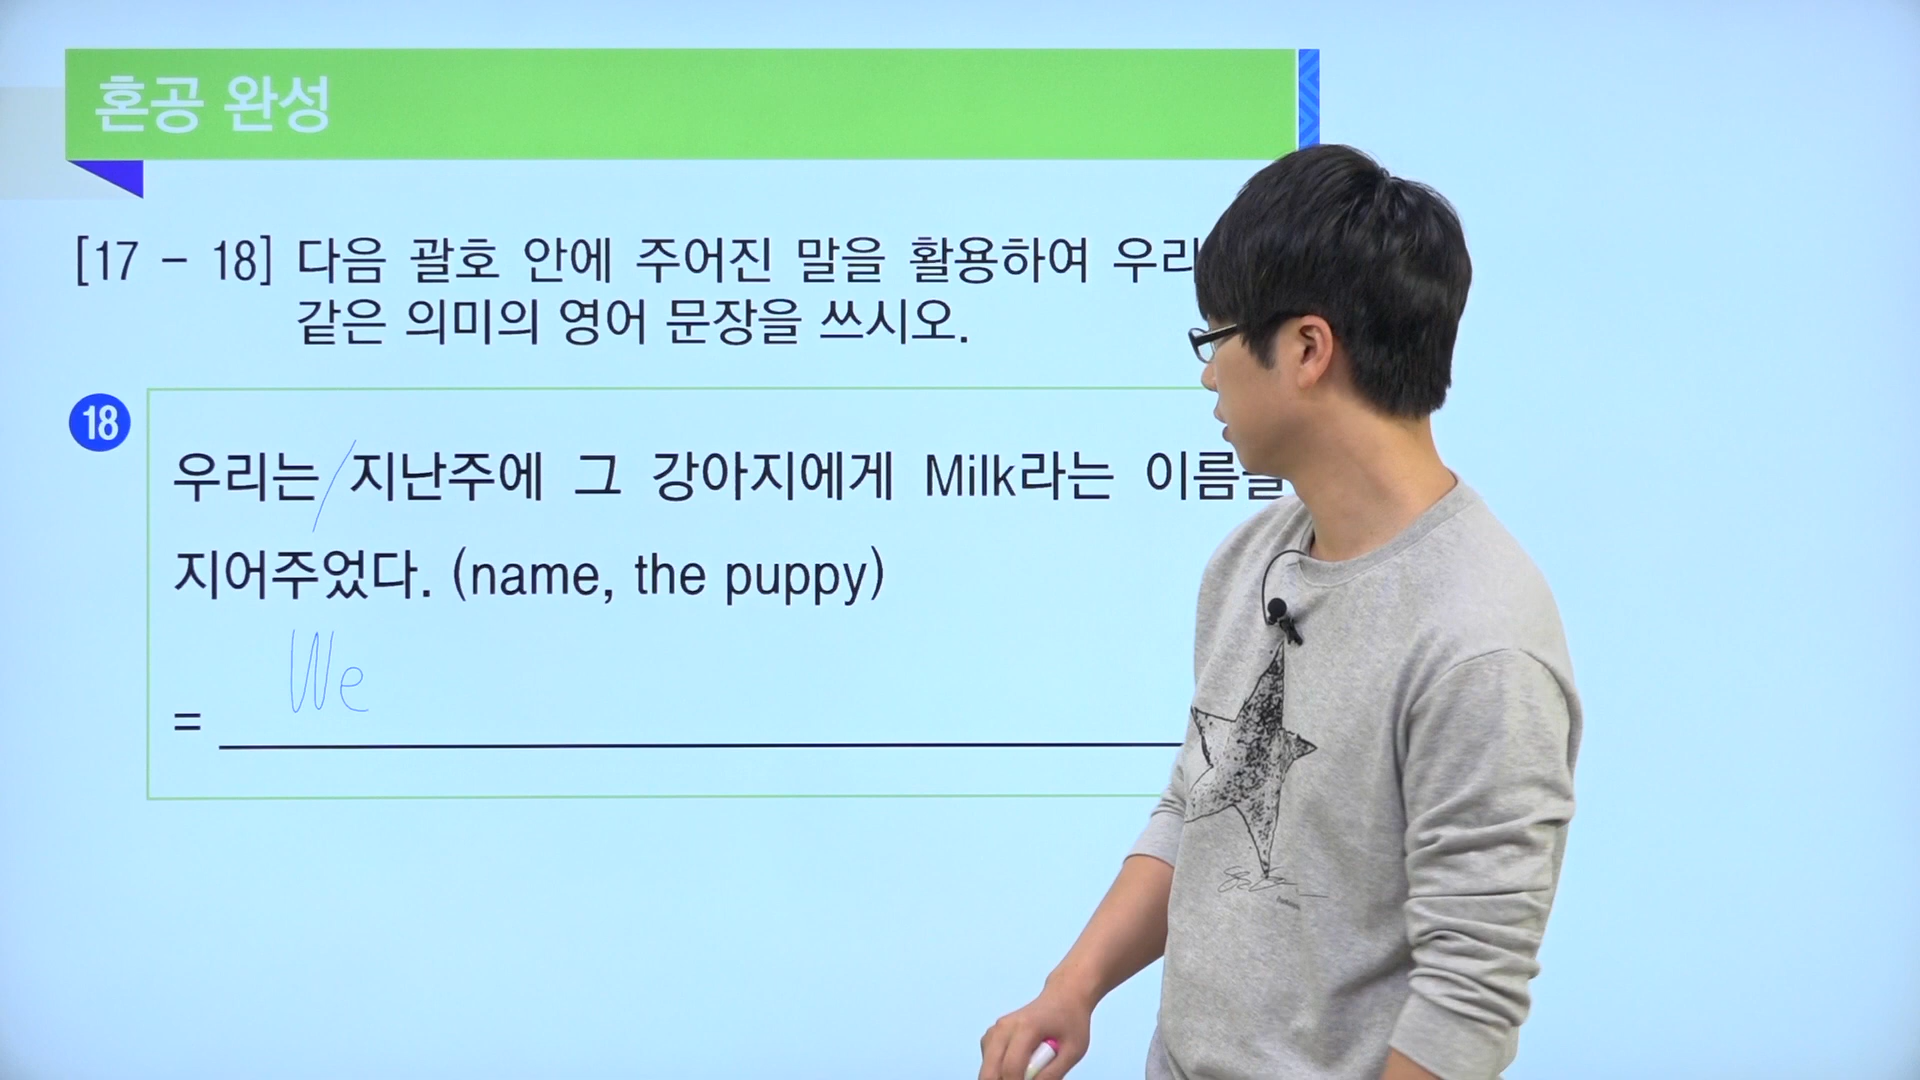 혼공 완성
[17 - 18] 다음 괄호 안에 주어진 말을 활용하여 우리
같은 의미의 영어 문장을 쓰시오.
18
우리는 지난주에 그 강아지에게 Milk라는 이름을
지어주었다. (name, the puppy)
We
=